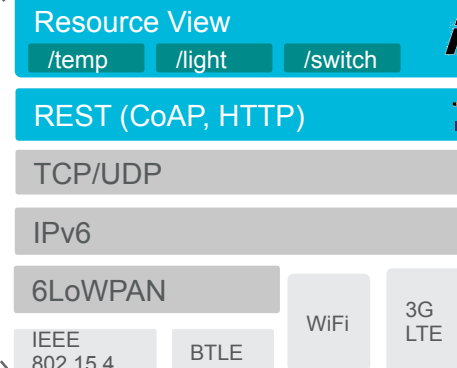 Resource View
/temp /light /switch
REST (CoAP, HTTP)
TCP/UDP
IPv6
6LoWPAN
WiFi
3G
LTE
IEEE
802.15.4
BTLE